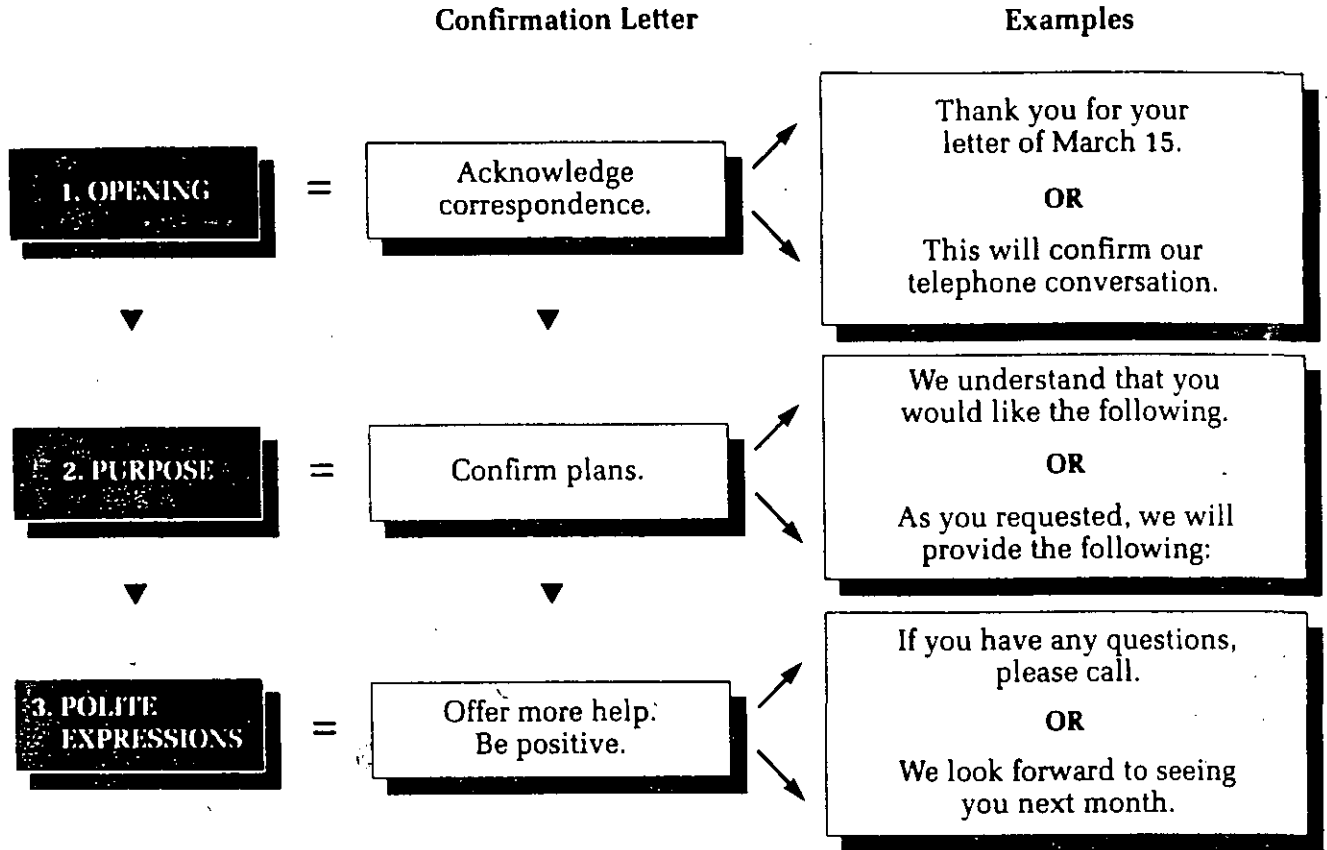 Confirmation Letter
Examples
1. OPENING
=
Acknowledge
correspondence.
Thank you for your
letter of March 15.
OR
This will confirm our
telephone conversation.
2. PURPOSE
=
Confirm plans.
We understand that you
would like the following.
OR
As you requested, we will
provide the following:
3. POLITE
EXPRESSIONS
=
Offer more help.
Be positive.
If you have any questions,
please call.
OR
We look forward to seeing
you next month.